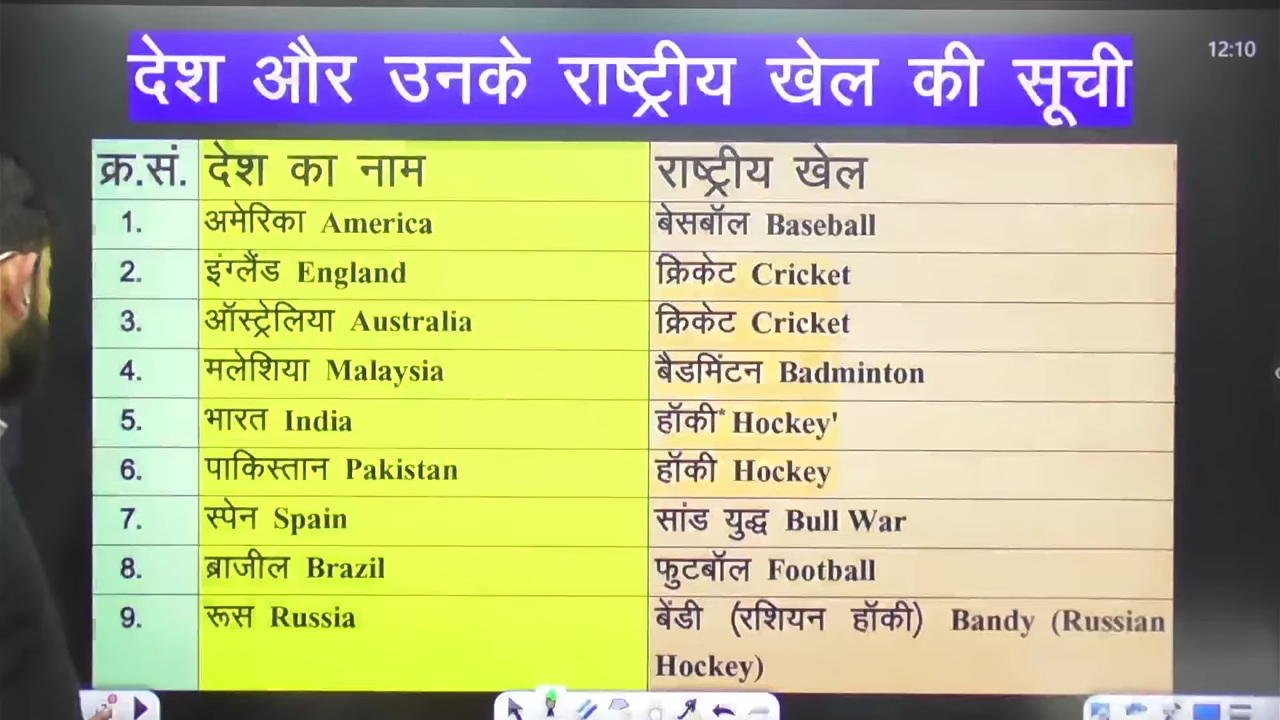 12:10
देश और उनके राष्ट्रीय खेल की सूची
क्र.सं. देश का नाम राष्ट्रीय खेल
1. अमेरिका America बेसबॉल Baseball
2. इंग्लैंड England क्रिकेट Cricket
3. ऑस्ट्रेलिया Australia क्रिकेट Cricket
4. मलेशिया Malaysia बैडमिंटन Badminton
5. भारत India हॉकी* Hockey'
6. पाकिस्तान Pakistan हॉकी Hockey
7. स्पेन Spain सांड युद्ध Bull War
8. ब्राजील Brazil फुटबॉल Football
9. रूस Russia बेंडी (रशियन हॉकी) Bandy (Russian
Hockey)